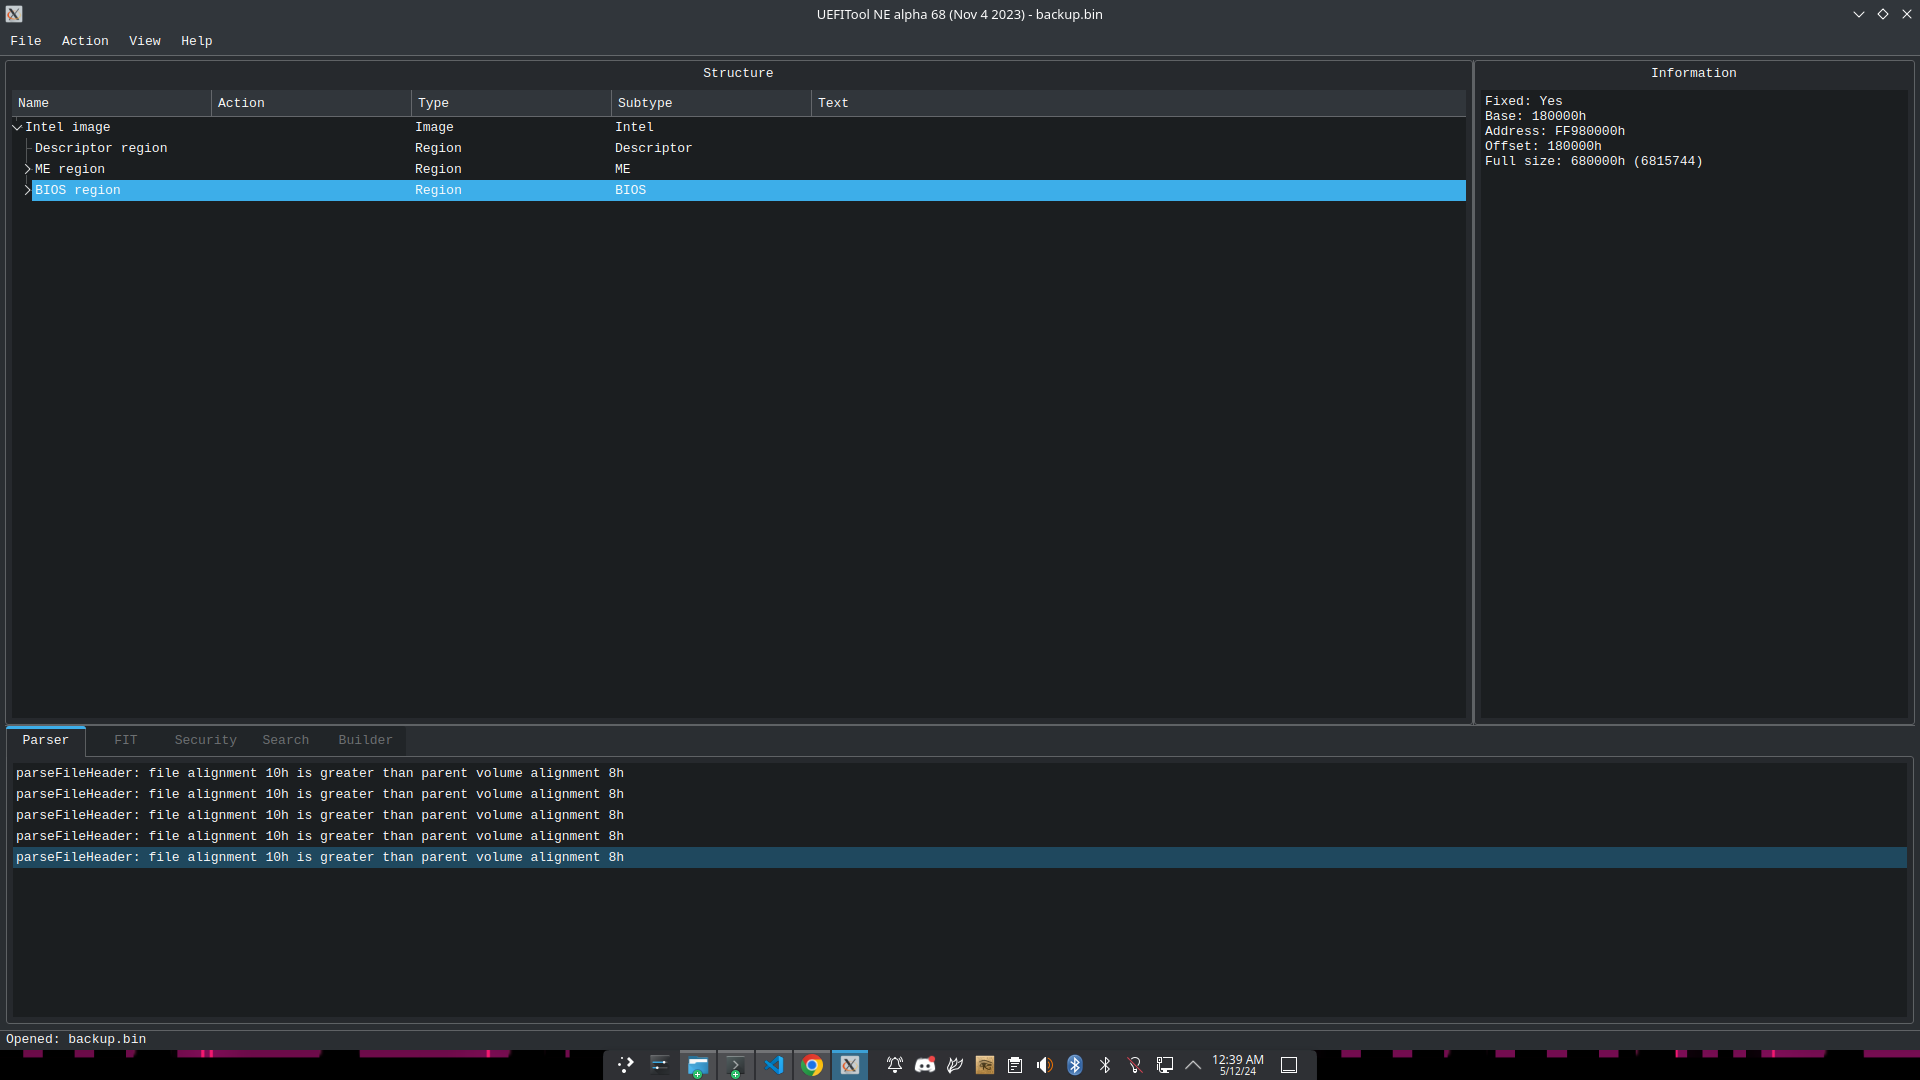 UEFITool NE alpha 68 (Nov 4 2023) - backup.bin
File Action View Help
Structure
Name Action Type Subtype Text
Intel image Image Intel
Descriptor region Region Descriptor
ME region Region ME
BIOS region Region BIOS
Information
Fixed: Yes
Base: 180000h
Address: FF980000h
Offset: 180000h
Full size: 680000h (6815744)
Parser FIT Security Search Builder
parseFileHeader: file alignment 10h is greater than parent volume alignment 8h
parseFileHeader: file alignment 10h is greater than parent volume alignment 8h
parseFileHeader: file alignment 10h is greater than parent volume alignment 8h
parseFileHeader: file alignment 10h is greater than parent volume alignment 8h
parseFileHeader: file alignment 10h is greater than parent volume alignment 8h
Opened: backup.bin
12:39 AM
5/12/24